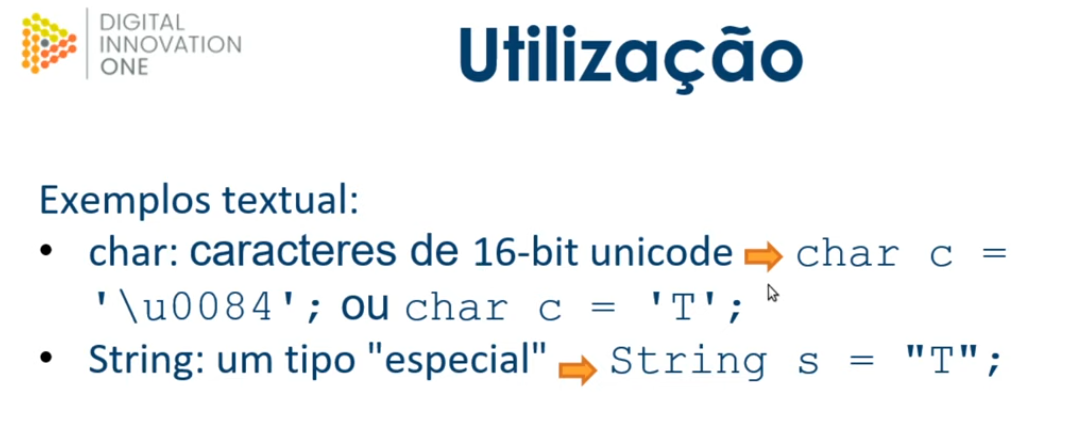 DIGITAL
INNOVATION
ONE
Utilização
Exemplos textual:
• char: caracteres de 16-bit unicode char c =
'\u0084'; ou char c = 'T';
• String: um tipo "especial" String s = "T";